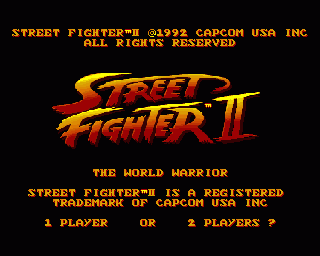 STREET FIGHTER™II ©1992 CAPCOM USA INC
ALL RIGHTS RESERVED
STREET
FIGHTER™ II
THE WORLD WARRIOR
STREET FIGHTER™II IS A REGISTERED
TRADEMARK OF CAPCOM USA INC
1 PLAYER OR 2 PLAYERS ?